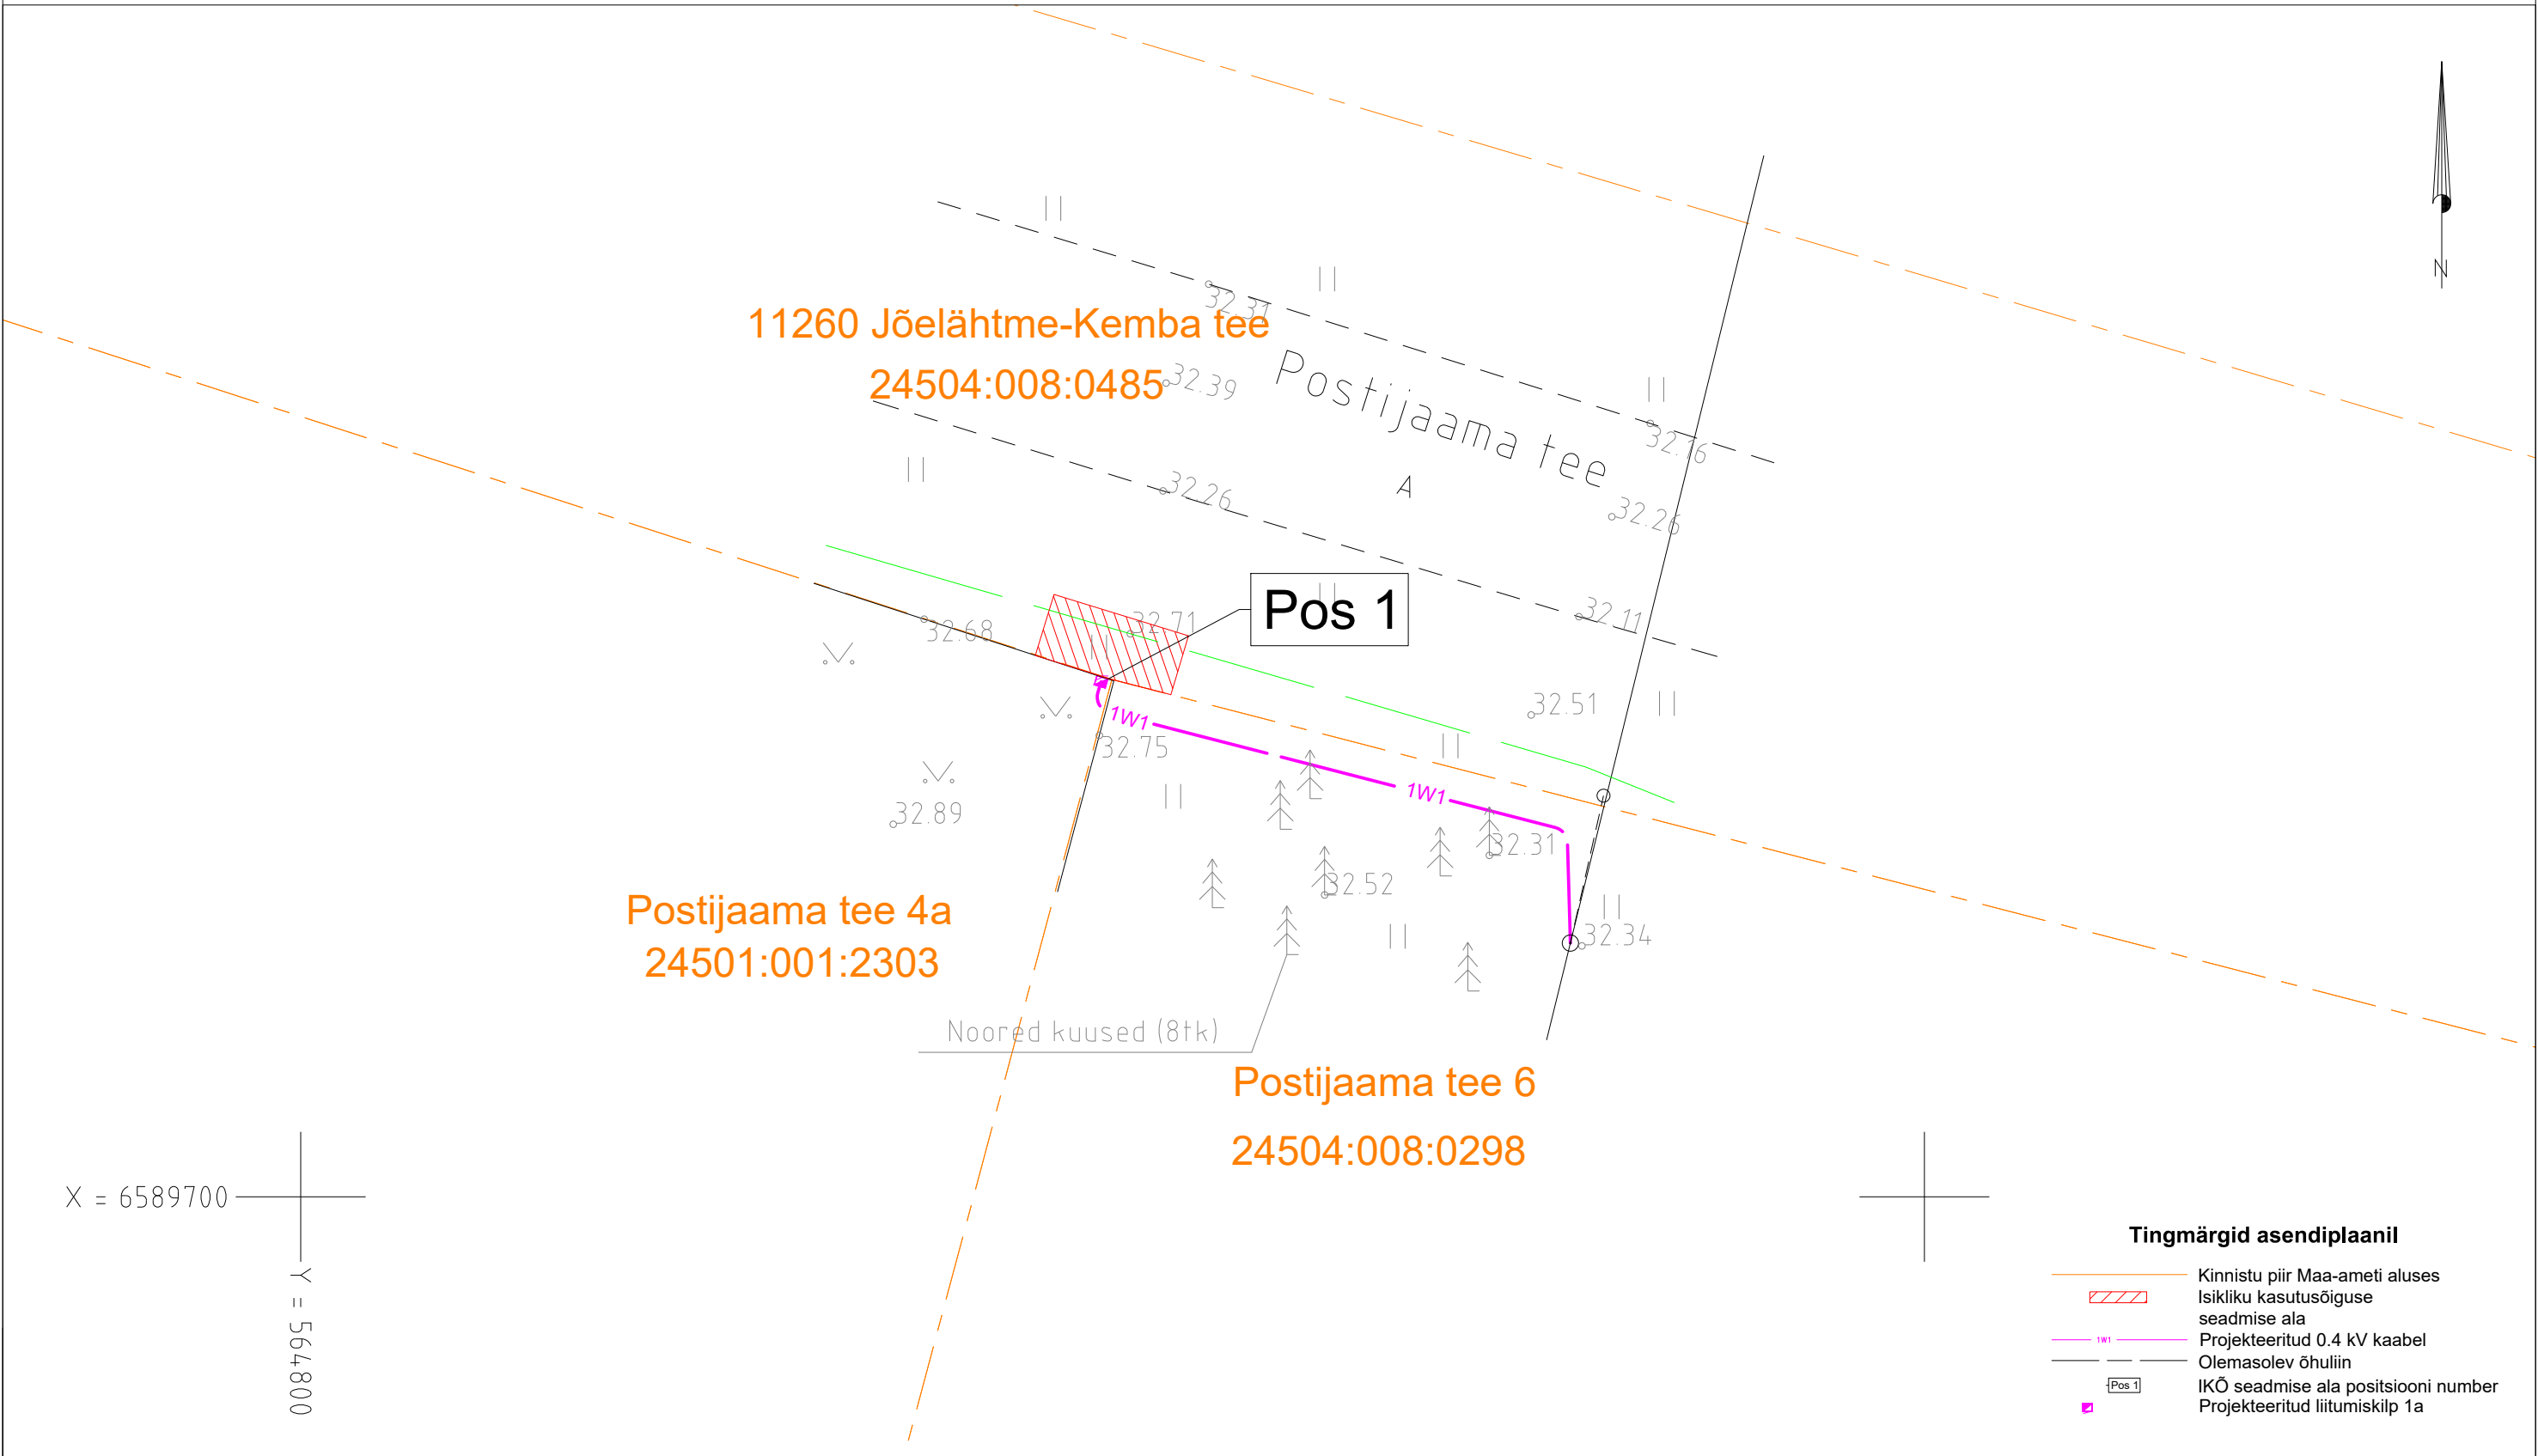 N
32.31
11260 Jõelähtme-Kemba tee
24504:008:0485
32.39
Postijaama tee
32.16
A
32.26
32.26
Pos 1
32.11
32.68
32.71
1W1
32.75
32.51
1W1
32.89
32.31
32.52
32.34
Postijaama tee 4a
24501:001:2303
Noored kuused (8tk)
Postijaama tee 6
24504:008:0298
X = 6589700
Y = 564800
Tingmärgid asendiplaanil
Kinnistu piir Maa-ameti aluses
Isikliku kasutusõiguse
seadmise ala
1W1
Projekteeritud 0.4 kV kaabel
Olemasolev õhuliin
Pos 1
IKÕ seadmise ala positsiooni number
Projekteeritud liitumiskilp 1a